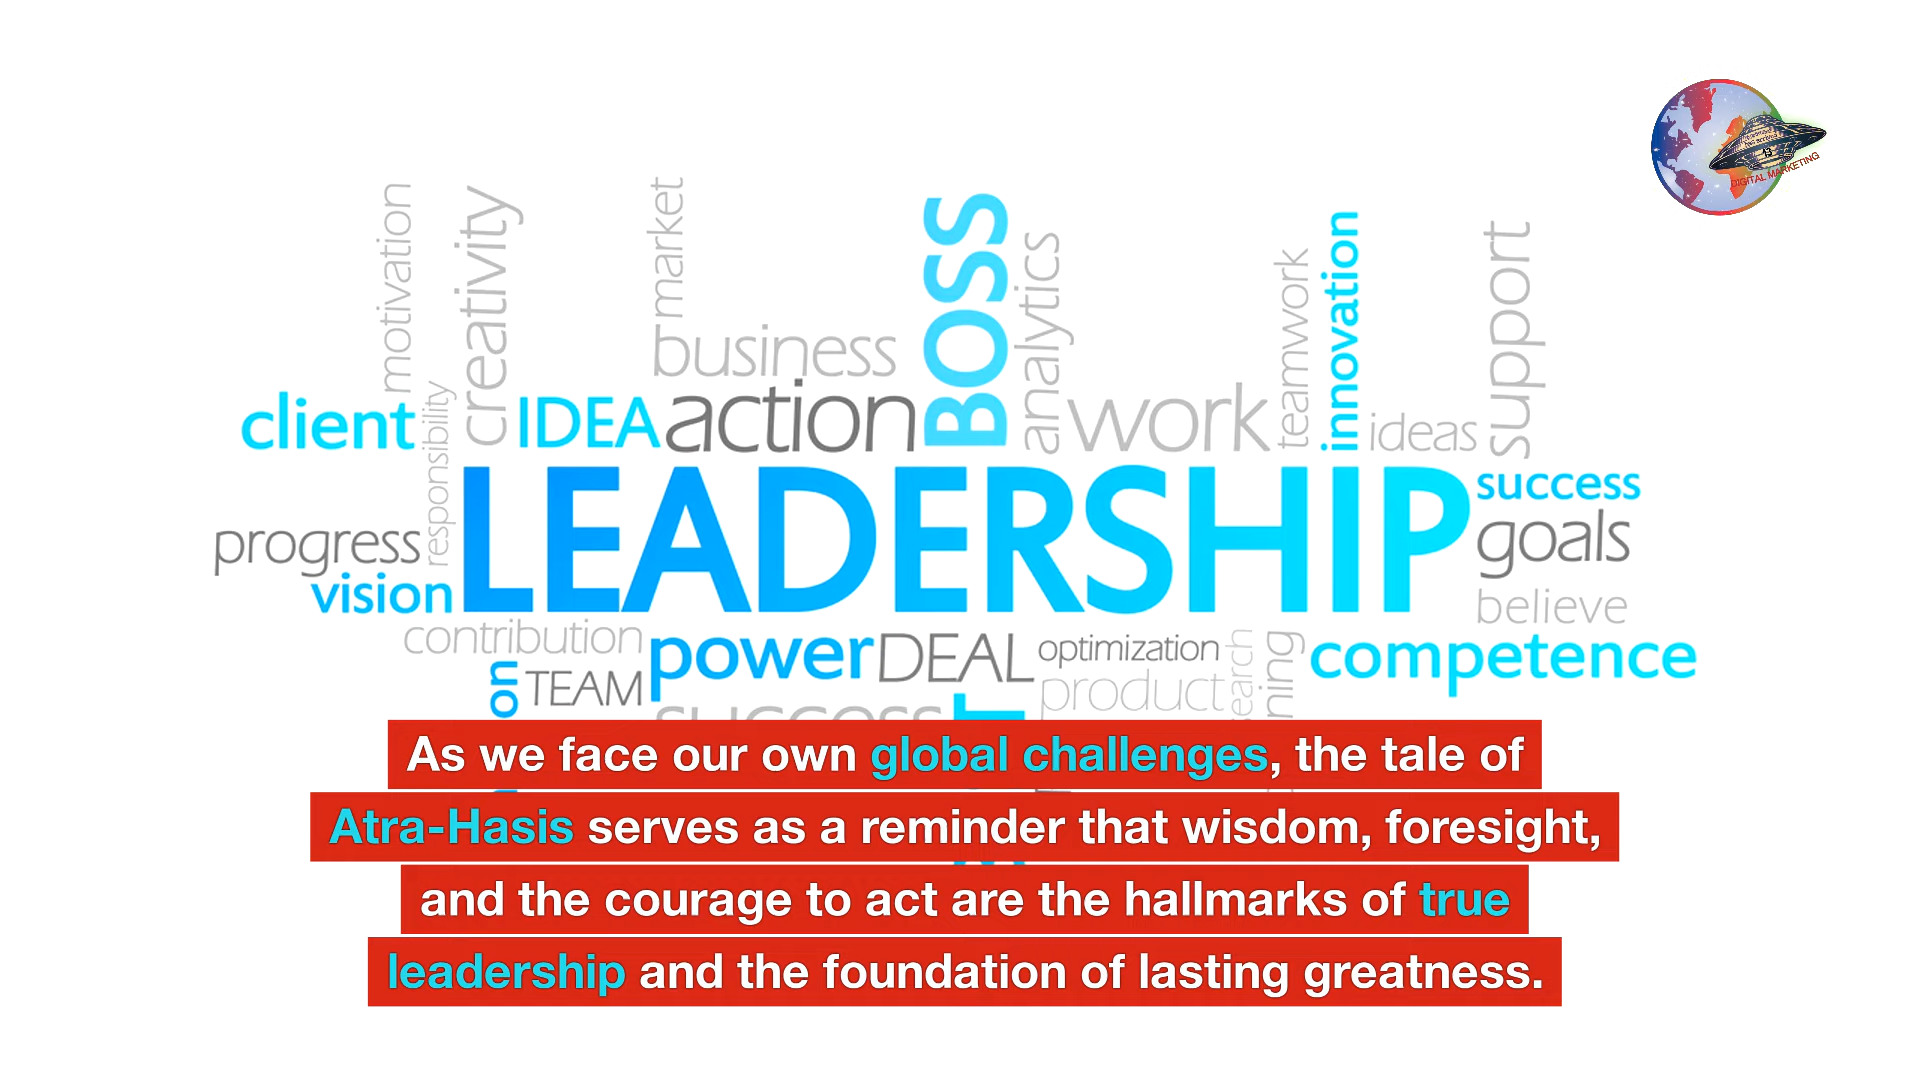 motivation
creativity
market
BOSS
analytics
teamwork
innovation
support
business
client
responsibility
IDEA
action
work
ideas
LEADERSHIP
success
goals
progress
vision
believe
contribution
power
DEAL
optimization
competence
TEAM
product
success
As we face our own global challenges, the tale of
Atra-Hasis serves as a reminder that wisdom, foresight,
and the courage to act are the hallmarks of true
leadership and the foundation of lasting greatness.
DIGITAL MARKETING